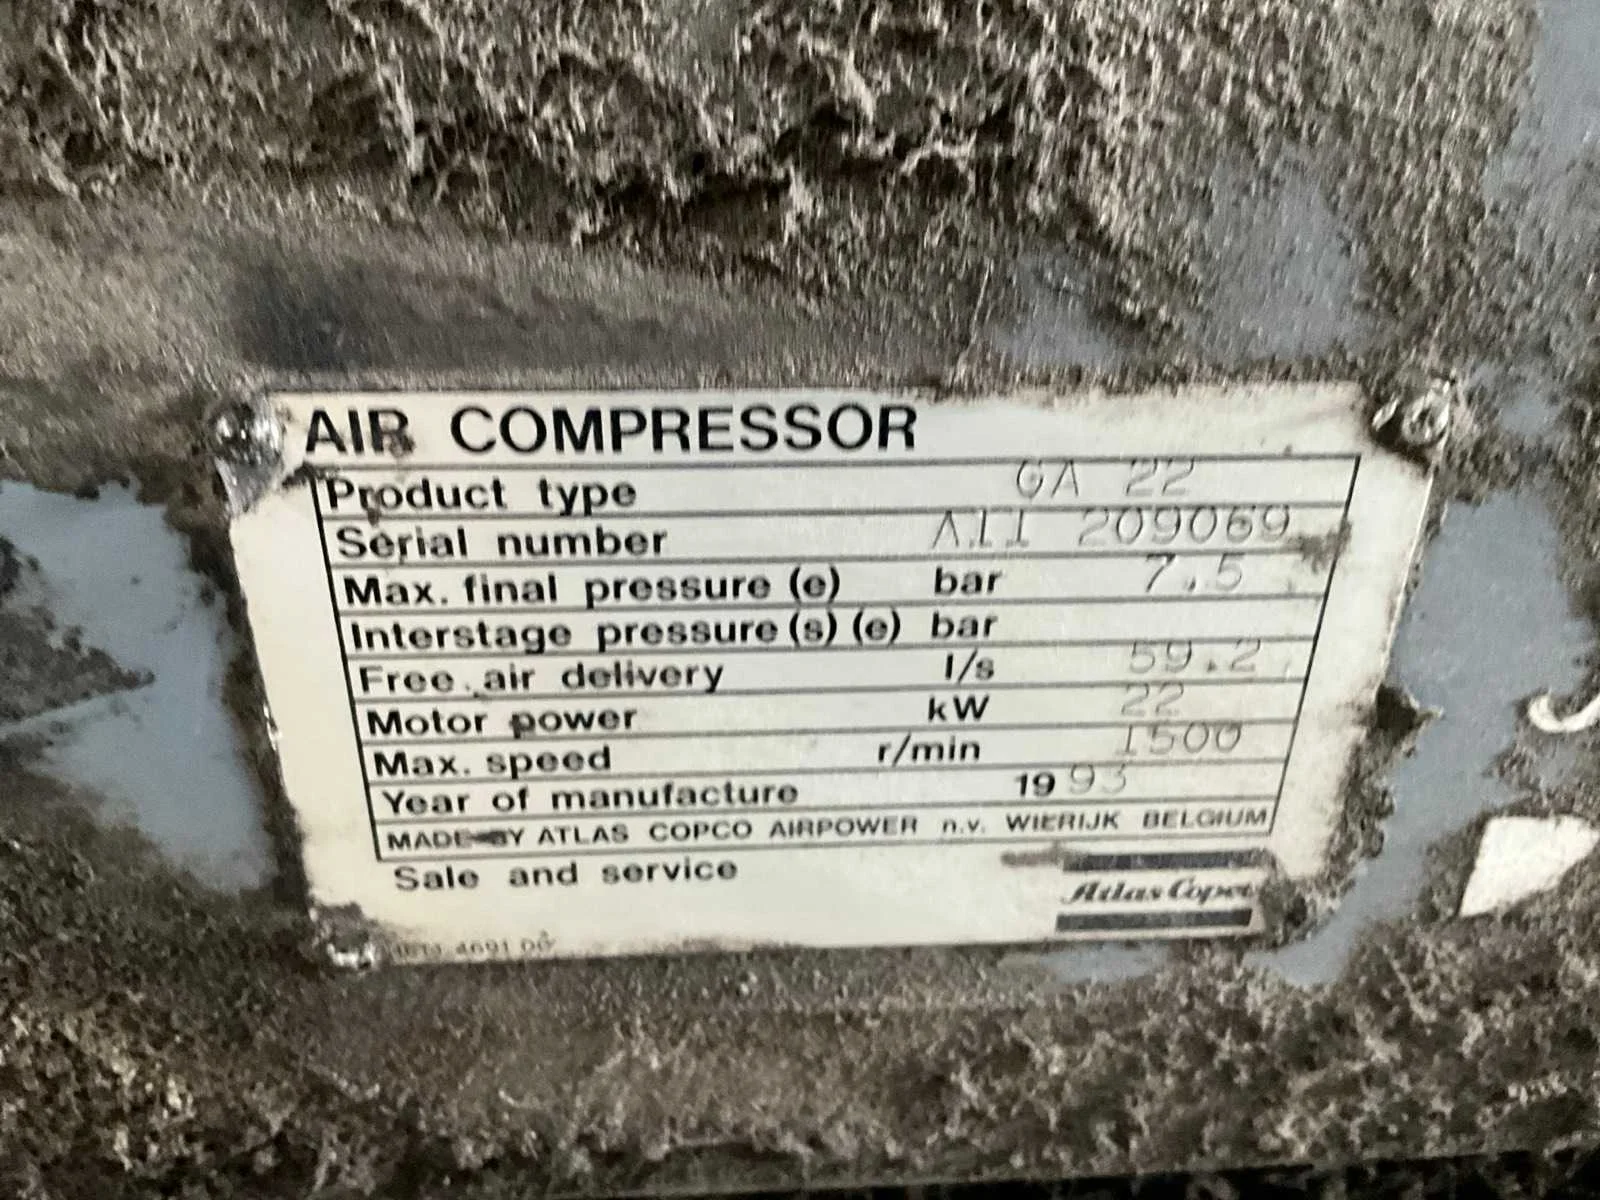 AIR COMPRESSOR
Product type GA 22
Serial number AII 209069
Max. final pressure (e) bar 7.5
Interstage pressure (s) (e) bar
Free air delivery l/s 59.2
Motor power kW 22
Max. speed r/min 1500
Year of manufacture 1993
MADE BY ATLAS COPCO AIRPOWER n.v. WIERIJK BELGIUM
Sale and service
Atlas Copco